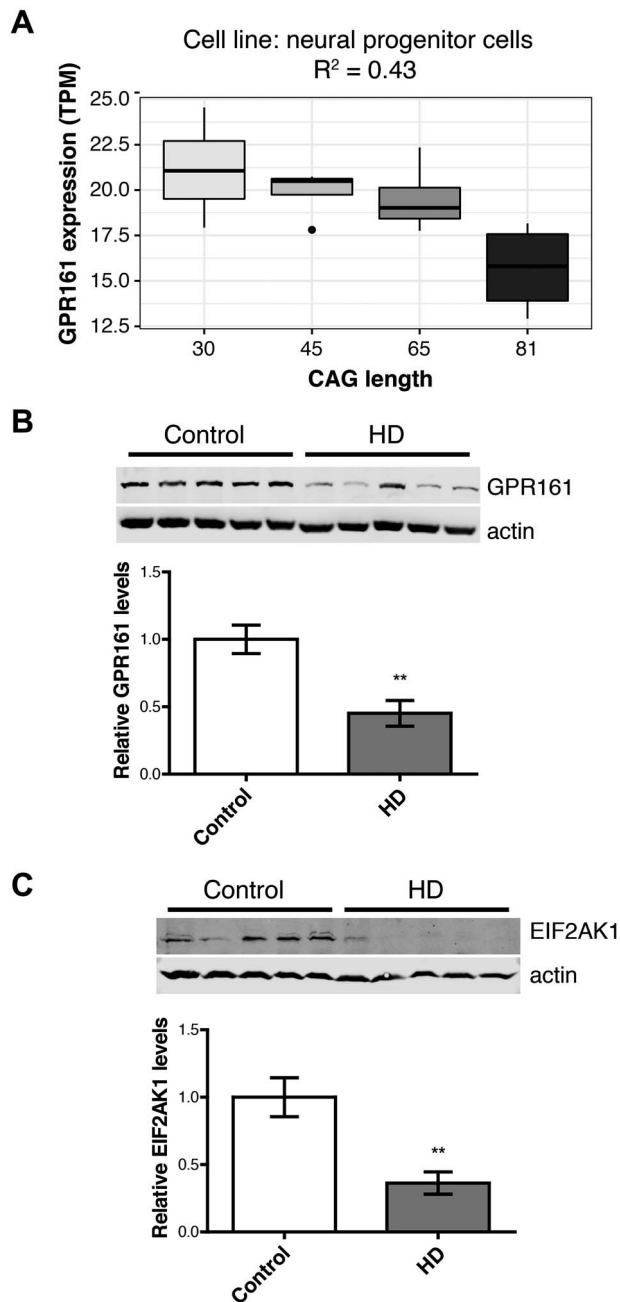 A
Cell line: neural progenitor cells
R² = 0.43
GPR161 expression (TPM)
25.0
22.5
20.0
17.5
15.0
12.5
30 45 65 81
CAG length
B
Control HD
GPR161
actin
Relative GPR161 levels
1.5
1.0
0.5
0.0
**
Control HD
C
Control HD
EIF2AK1
actin
Relative EIF2AK1 levels
1.5
1.0
0.5
0.0
**
Control HD